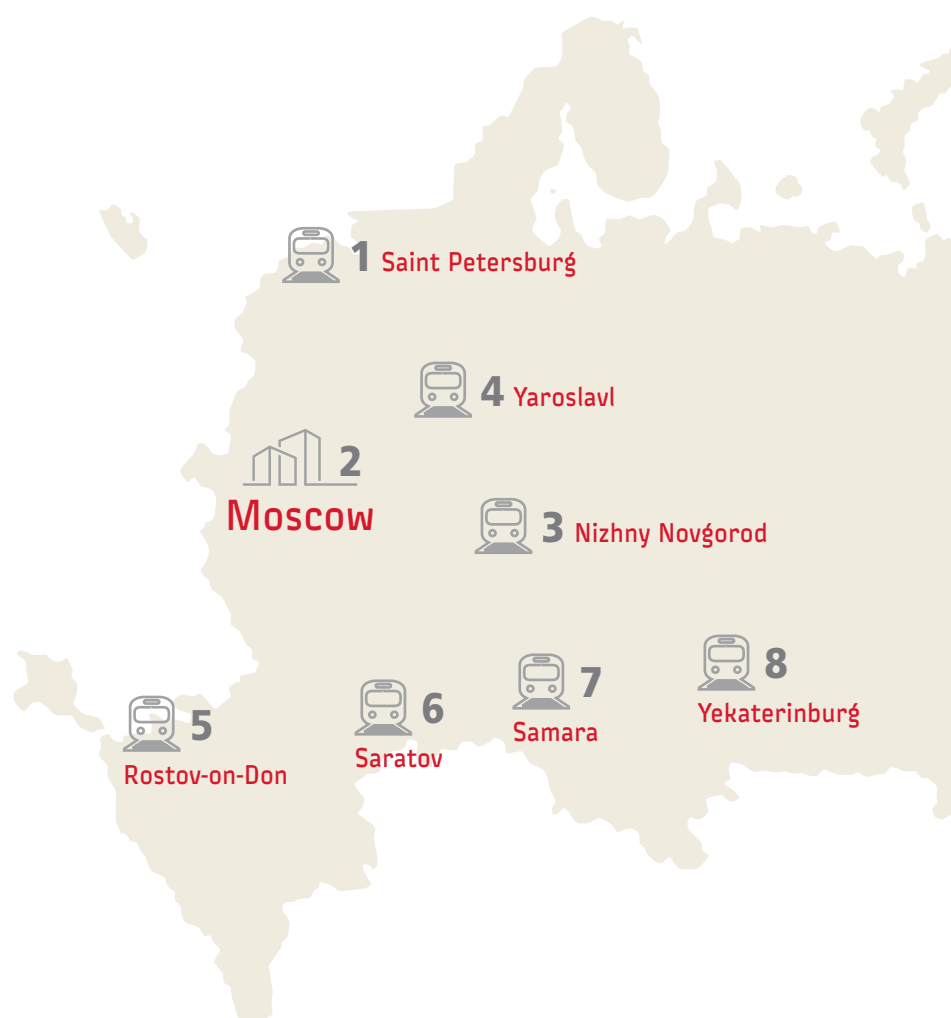 1 Saint Petersburg
4 Yaroslavl
2
Moscow
3 Nizhny Novgorod
8
Yekaterinburg
7
Samara
6
Saratov
5
Rostov-on-Don